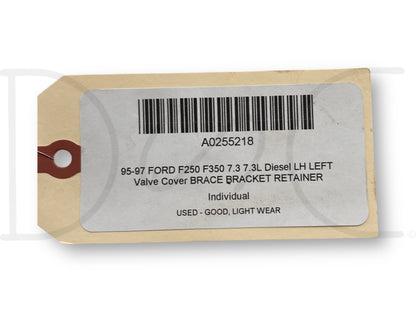 A0255218
95-97 FORD F250 F350 7.3 7.3L Diesel LH LEFT
Valve Cover BRACE BRACKET RETAINER
Individual
USED - GOOD, LIGHT WEAR